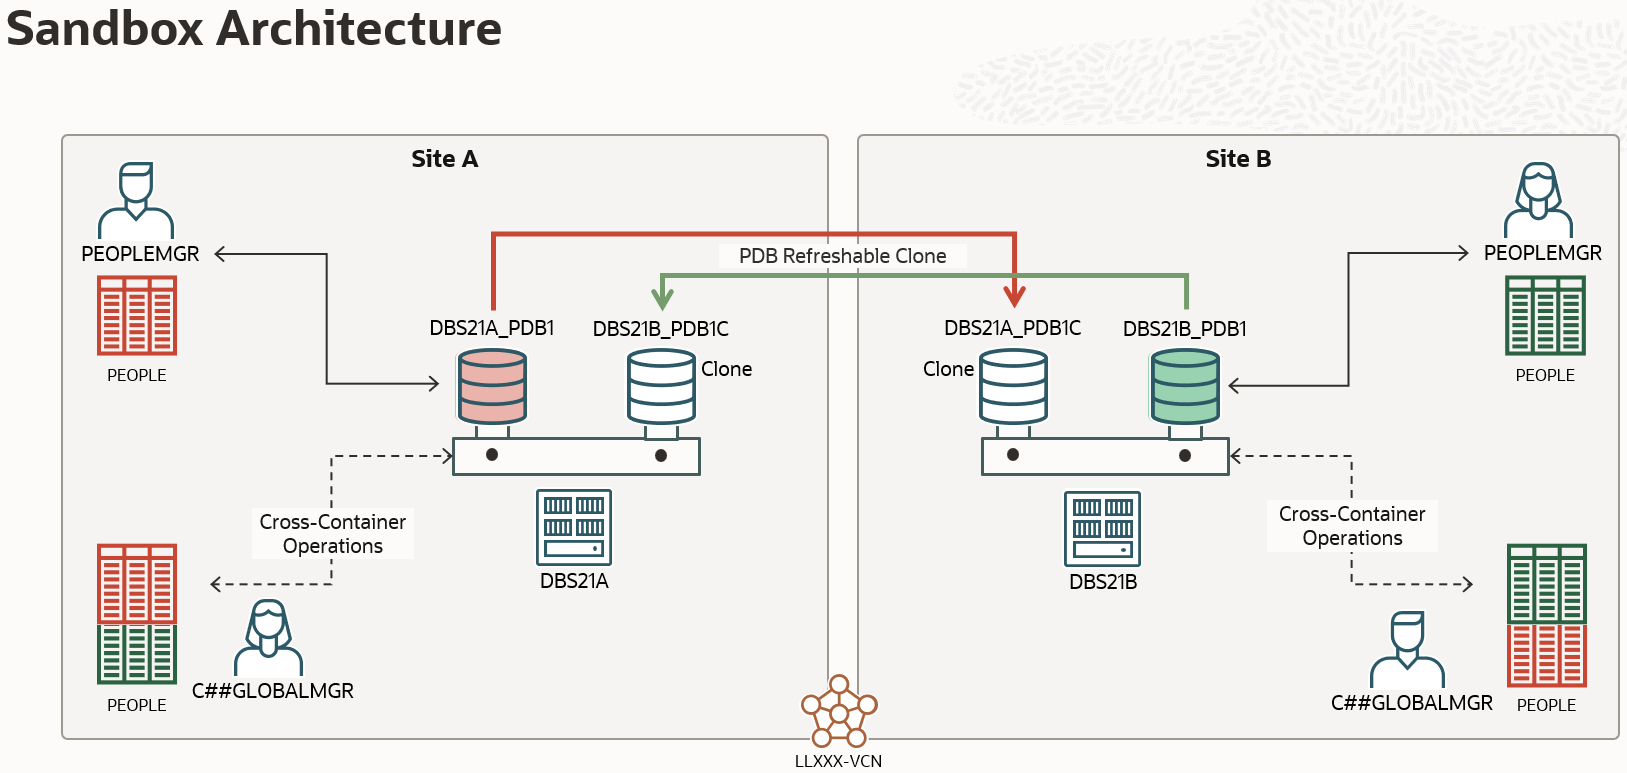 Sandbox Architecture
Site A
Site B
PEOPLEMGR
PEOPLEMGR
PDB Refreshable Clone
DBS21A_PDB1
DBS21B_PDB1C
DBS21A_PDB1C
DBS21B_PDB1
Clone
Clone
PEOPLE
PEOPLE
Cross-Container
Operations
Cross-Container
Operations
DBS21A
DBS21B
C##GLOBALMGR
PEOPLE
C##GLOBALMGR
PEOPLE
LLXXX-VCN